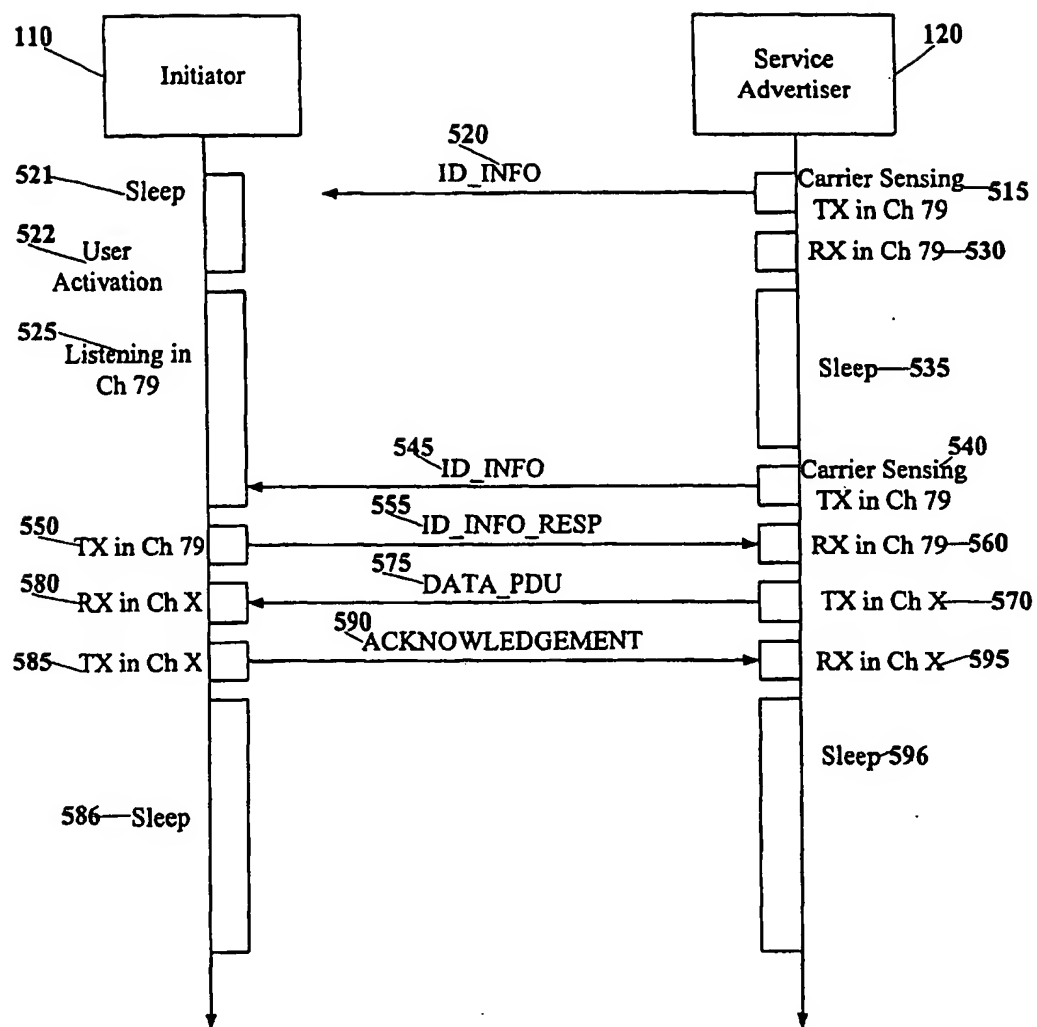 110
Initiator
Service
Advertiser
120
520
ID_INFO
521
Sleep
Carrier Sensing
TX in Ch 79
515
522
User
Activation
RX in Ch 79
530
525
Listening in
Ch 79
Sleep
535
545
ID_INFO
540
Carrier Sensing
TX in Ch 79
550
TX in Ch 79
555
ID_INFO_RESP
RX in Ch 79
560
580
RX in Ch X
575
DATA_PDU
TX in Ch X
570
585
TX in Ch X
590
ACKNOWLEDGEMENT
RX in Ch X
595
Sleep
596
586
Sleep